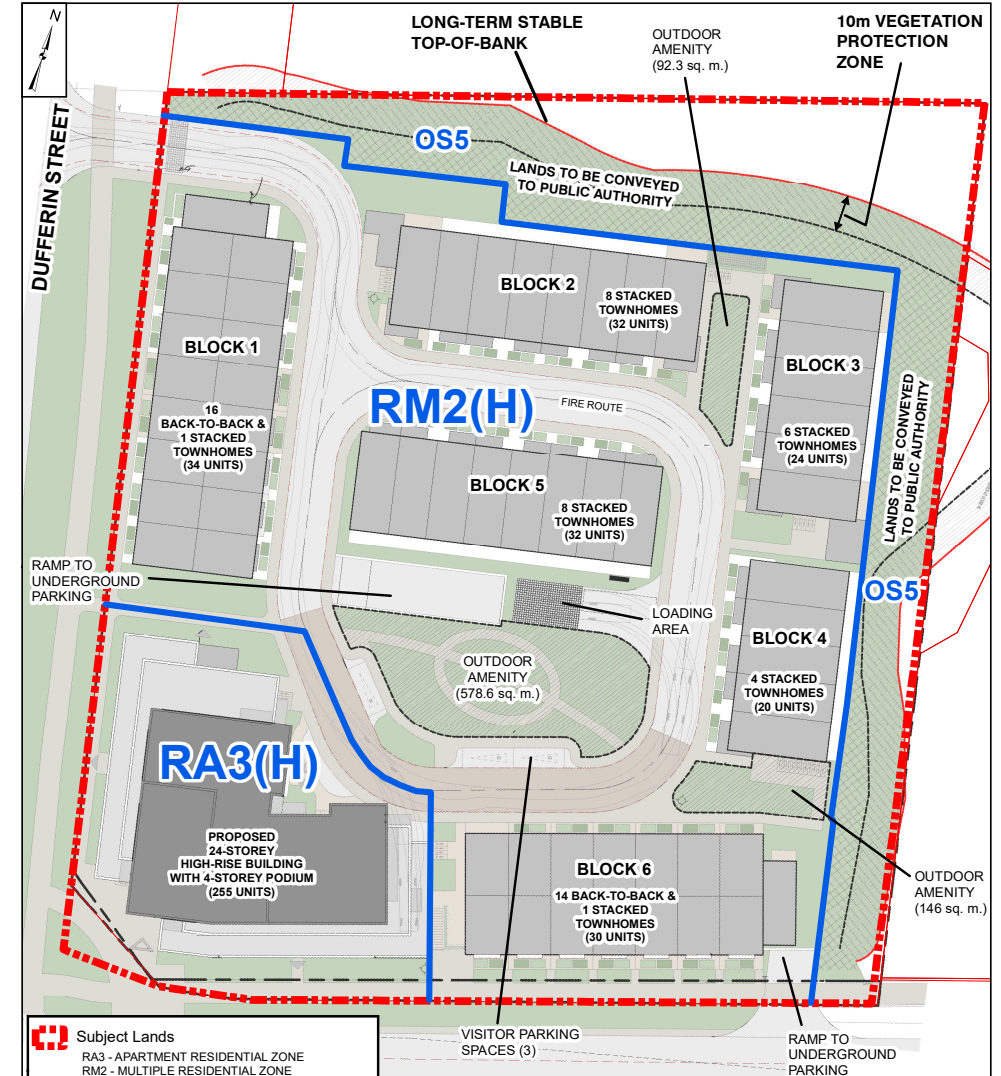 N
LONG-TERM STABLE
TOP-OF-BANK
OUTDOOR
AMENITY
(92.3 sq. m.)
10m VEGETATION
PROTECTION
ZONE
DUFFERIN STREET
OS5
LANDS TO BE CONVEYED
TO PUBLIC AUTHORITY
BLOCK 2
8 STACKED
TOWNHOMES
(32 UNITS)
BLOCK 1
16
BACK-TO-BACK &
1 STACKED
TOWNHOMES
(34 UNITS)
BLOCK 3
6 STACKED
TOWNHOMES
(24 UNITS)
RM2(H)
FIRE ROUTE
LANDS TO BE CONVEYED
TO PUBLIC AUTHORITY
BLOCK 5
8 STACKED
TOWNHOMES
(32 UNITS)
RAMP TO
UNDERGROUND
PARKING
OS5
LOADING
AREA
BLOCK 4
4 STACKED
TOWNHOMES
(20 UNITS)
OUTDOOR
AMENITY
(578.6 sq. m.)
RA3(H)
PROPOSED
24-STOREY
HIGH-RISE BUILDING
WITH 4-STOREY PODIUM
(255 UNITS)
BLOCK 6
14 BACK-TO-BACK &
1 STACKED
TOWNHOMES
(30 UNITS)
OUTDOOR
AMENITY
(146 sq. m.)
VISITOR PARKING
SPACES (3)
RAMP TO
UNDERGROUND
PARKING
Subject Lands
RA3 - APARTMENT RESIDENTIAL ZONE
RM2 - MULTIPLE RESIDENTIAL ZONE